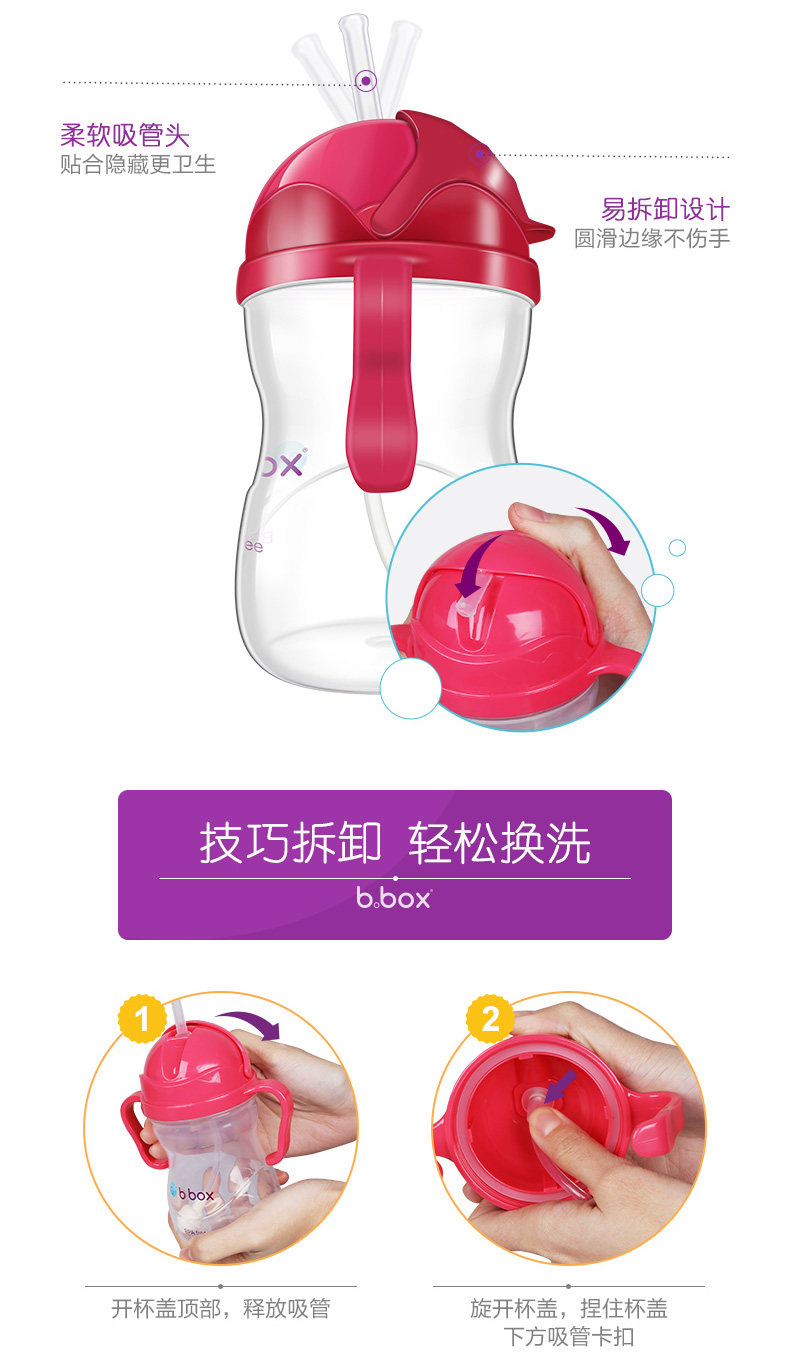 柔软吸管头
贴合隐藏更卫生
易拆卸设计
圆滑边缘不伤手
ox
ee
技巧拆卸 轻松换洗
b.box
1
2
b.box
开杯盖顶部，释放吸管
旋开杯盖，捏住杯盖
下方吸管卡扣